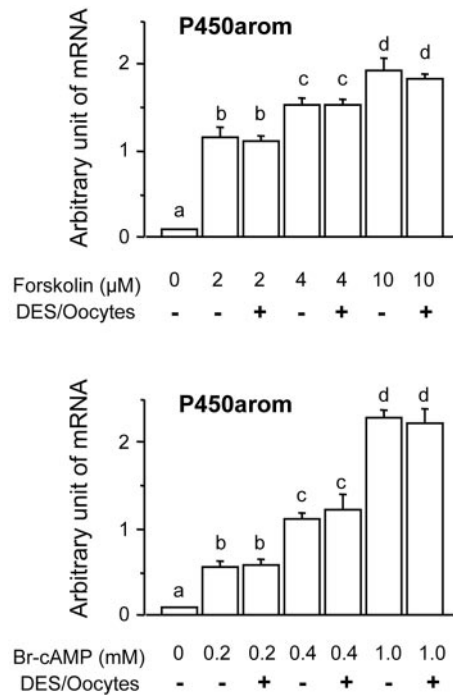 P450arom
Arbitrary unit of mRNA
2
1
0
a b b c c d d
Forskolin (µM) 0 2 2 4 4 10 10
DES/Oocytes - - + - + - +
P450arom
Arbitrary unit of mRNA
2
1
0
a b b c c d d
Br-cAMP (mM) 0 0.2 0.2 0.4 0.4 1.0 1.0
DES/Oocytes - - + - + - +